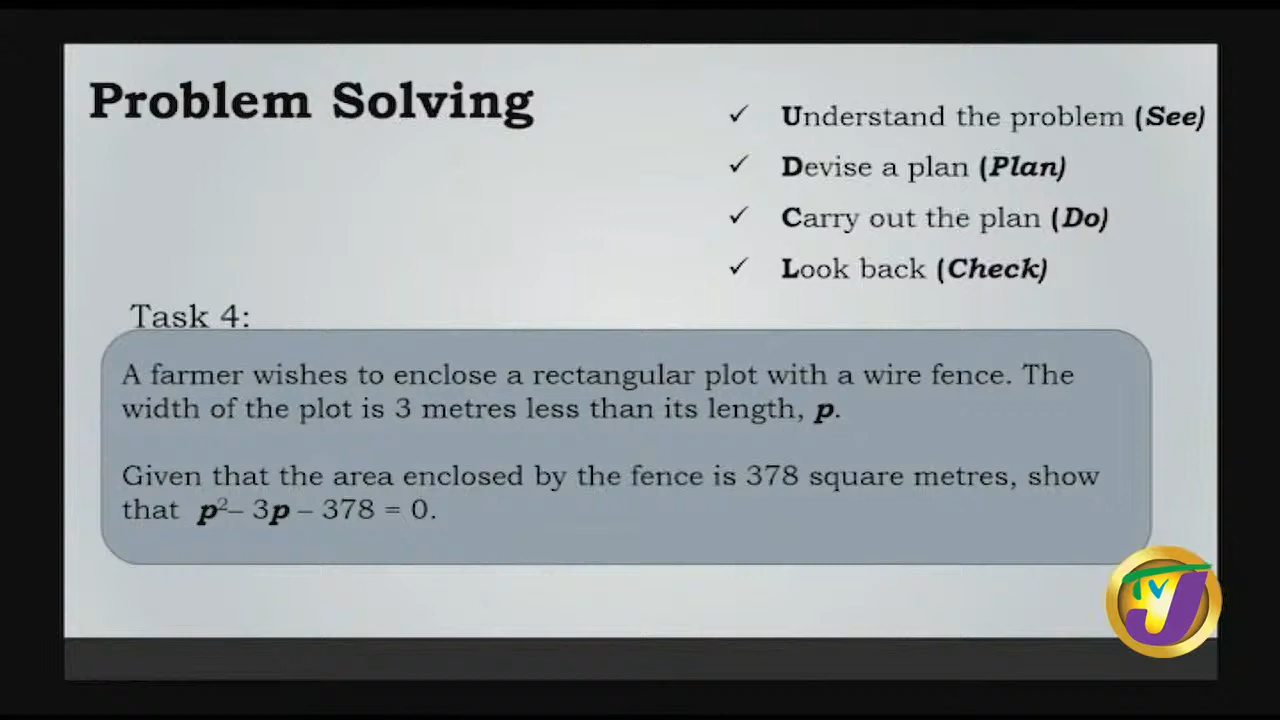 Problem Solving
✓ Understand the problem (See)
✓ Devise a plan (Plan)
✓ Carry out the plan (Do)
✓ Look back (Check)
Task 4:
A farmer wishes to enclose a rectangular plot with a wire fence. The
width of the plot is 3 metres less than its length, p.
Given that the area enclosed by the fence is 378 square metres, show
that p²– 3p – 378 = 0.
TVJ